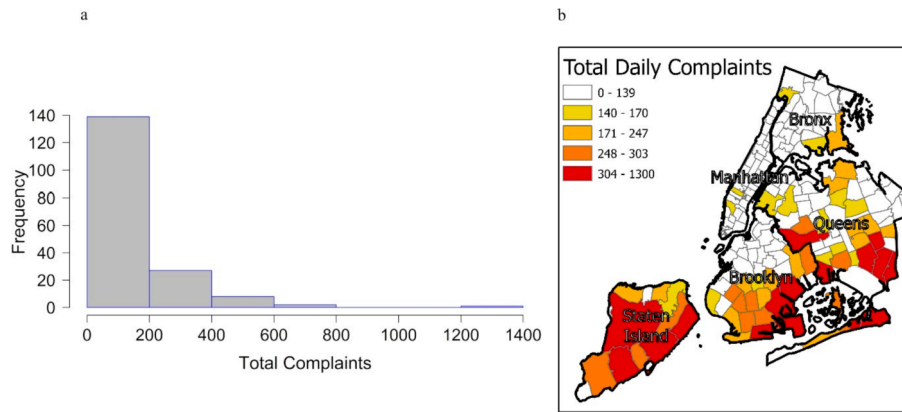 a
b
140
120
100
80
60
40
20
0
Frequency
0 200 400 600 800 1000 1200 1400
Total Complaints
Total Daily Complaints
0 - 139
140 - 170
171 - 247
248 - 303
304 - 1300
Bronx
Manhattan
Queens
Brooklyn
Staten
Island